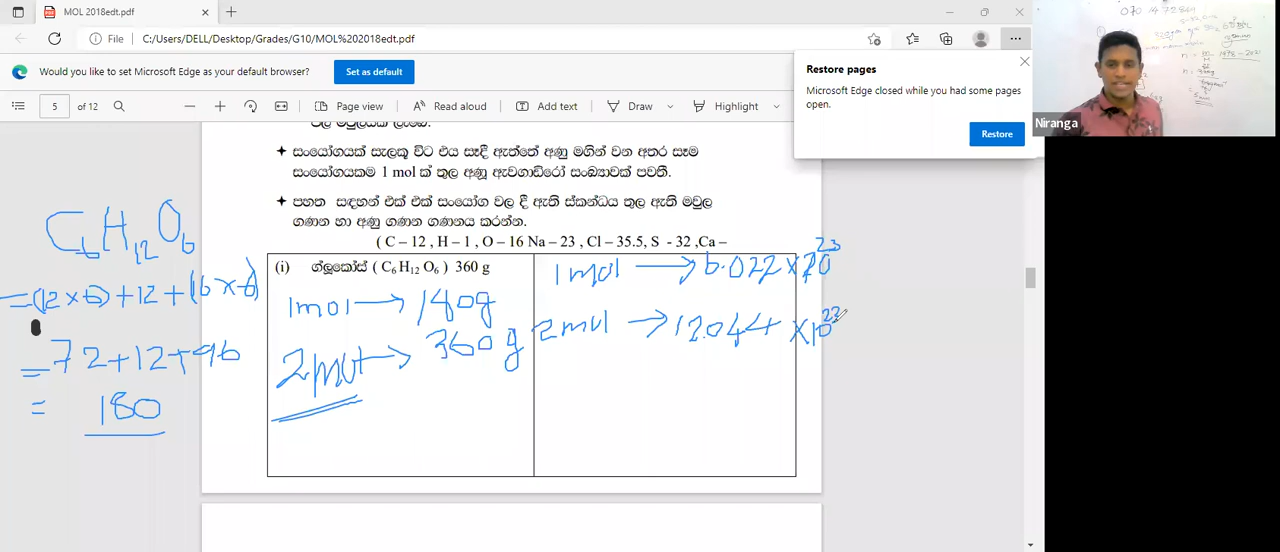 MOL 2018edt.pdf
File C:/Users/DELL/Desktop/Grades/G10/MOL%202018edt.pdf
Would you like to set Microsoft Edge as your default browser? Set as default
5 of 12 Page view Read aloud Add text Draw Highlight
Restore pages
Microsoft Edge closed while you had some pages
open.
Restore
Niranga
070 1472864
සංයෝගයක් සැලකූ විට එය සෑදී ඇත්තේ අණු මගින් වන අතර සෑම
සංයෝගයකම 1 mol ක් තුල අණු ඇවගාඩ්රෝ සංඛ්‍යාවක් පවතී.
පහත සඳහන් එක් එක් සංයෝග වල දී ඇති ස්කන්ධය තුල ඇති මවුල
ගණන හා අණු ගණන ගණනය කරන්න.
( C – 12 , H – 1 , O – 16 Na – 23 , Cl – 35.5, S - 32 ,Ca –
(i) ග්ලූකෝස් ( C6 H12 O6 ) 360 g
C6H12O6
=(12×6)+12+(16×6)
=72+12+96
= 180
1mol → 180g
2mol → 360 g
1mol → 6.022×10²³
2mol → 12.044 ×10²³